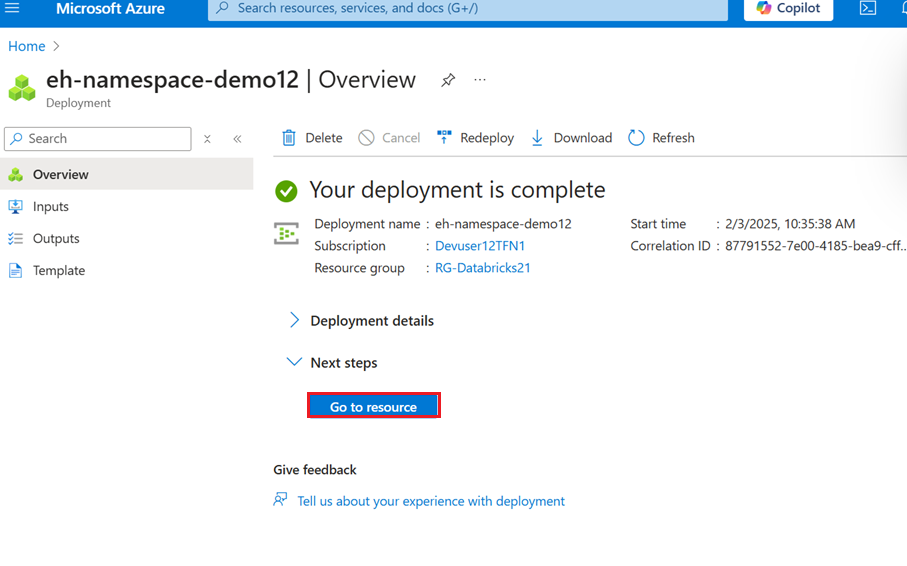 Microsoft Azure
Search resources, services, and docs (G+/)
Copilot
Home
eh-namespace-demo12 | Overview
Deployment
Search
Delete
Cancel
Redeploy
Download
Refresh
Overview
Inputs
Outputs
Template
Your deployment is complete
Deployment name : eh-namespace-demo12
Subscription : Devuser12TFN1
Resource group : RG-Databricks21
Start time : 2/3/2025, 10:35:38 AM
Correlation ID : 87791552-7e00-4185-bea9-cff...
Deployment details
Next steps
Go to resource
Give feedback
Tell us about your experience with deployment